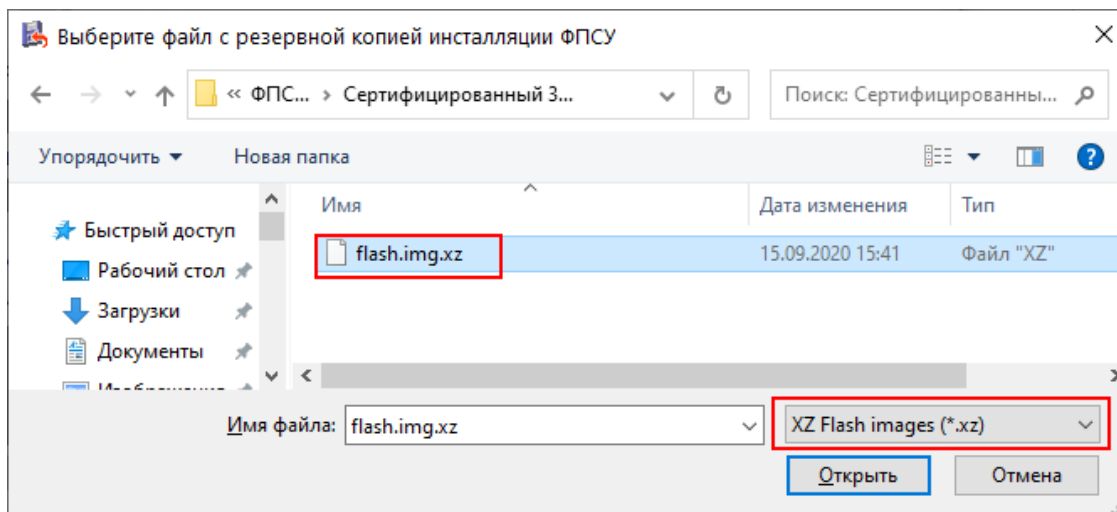 Выберите файл с резервной копией инсталляции ФПСУ
« ФПС... › Сертифицированный 3...
Поиск: Сертифицированны...
Упорядочить Новая папка
Имя Дата изменения Тип
Быстрый доступ
flash.img.xz 15.09.2020 15:41 Файл "XZ"
Рабочий стол
Загрузки
Документы
Имя файла: flash.img.xz XZ Flash images (*.xz)
Открыть Отмена